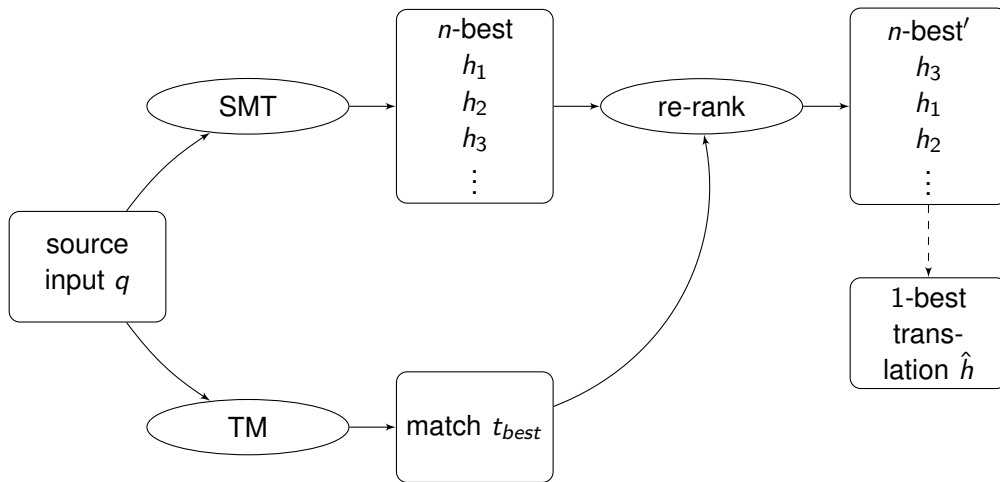 SMT
n-best
h₁
h₂
h₃
⋮
re-rank
n-best′
h₃
h₁
h₂
⋮
source
input q
1-best
trans-
lation ĥ
TM
match t_best